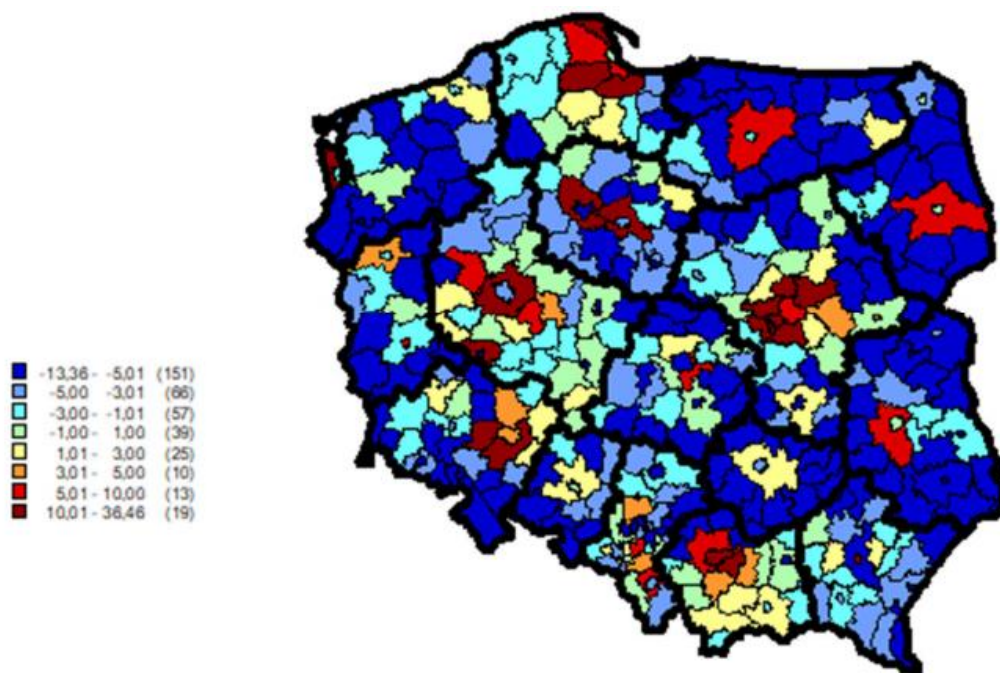 -13,36 - -5,01 (151)
-5,00 - -3,01 (66)
-3,00 - -1,01 (57)
-1,00 - 1,00 (39)
1,01 - 3,00 (25)
3,01 - 5,00 (10)
5,01 - 10,00 (13)
10,01 - 36,46 (19)